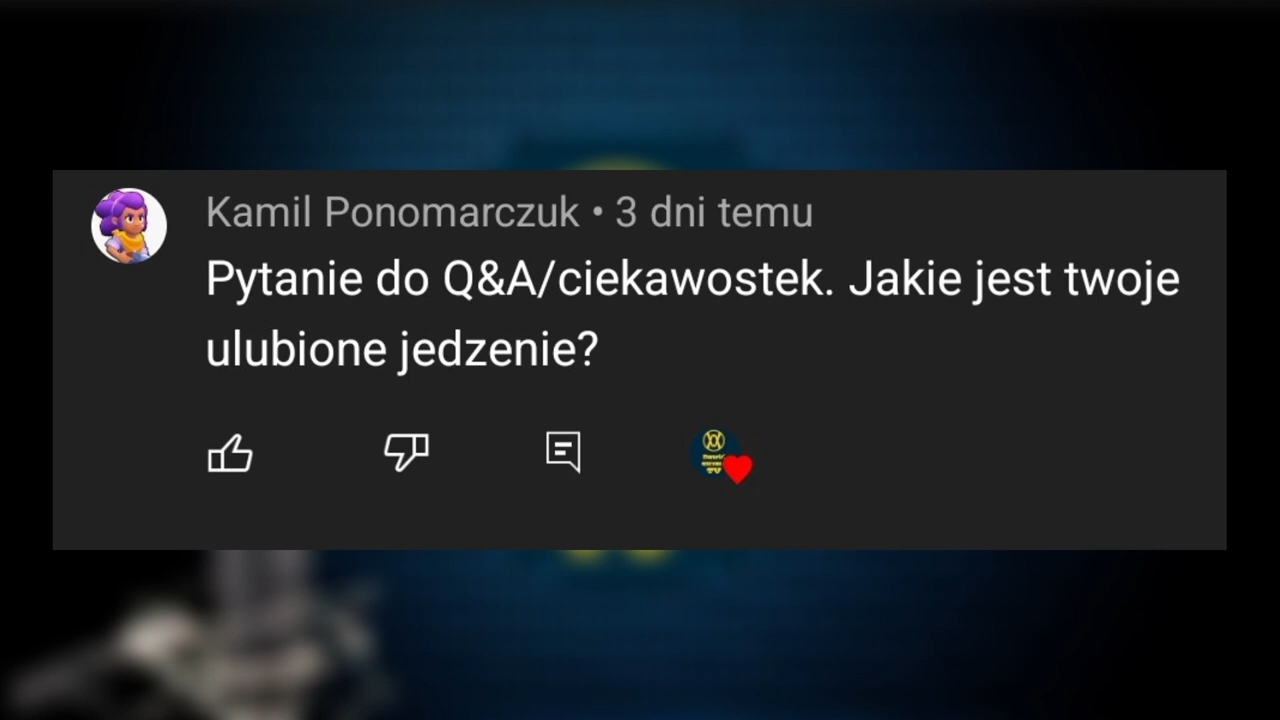 Kamil Ponomarczuk • 3 dni temu
Pytanie do Q&A/ciekawostek. Jakie jest twoje
ulubione jedzenie?